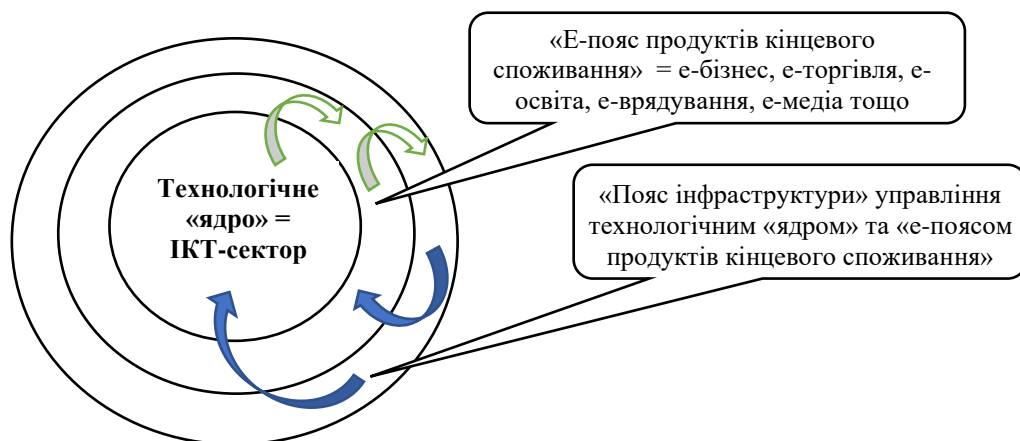 «Е-пояс продуктів кінцевого
споживання» = е-бізнес, е-торгівля, е-
освіта, е-врядування, е-медіа тощо
Технологічне
«ядро» =
ІКТ-сектор
«Пояс інфраструктури» управління
технологічним «ядром» та «е-поясом
продуктів кінцевого споживання»